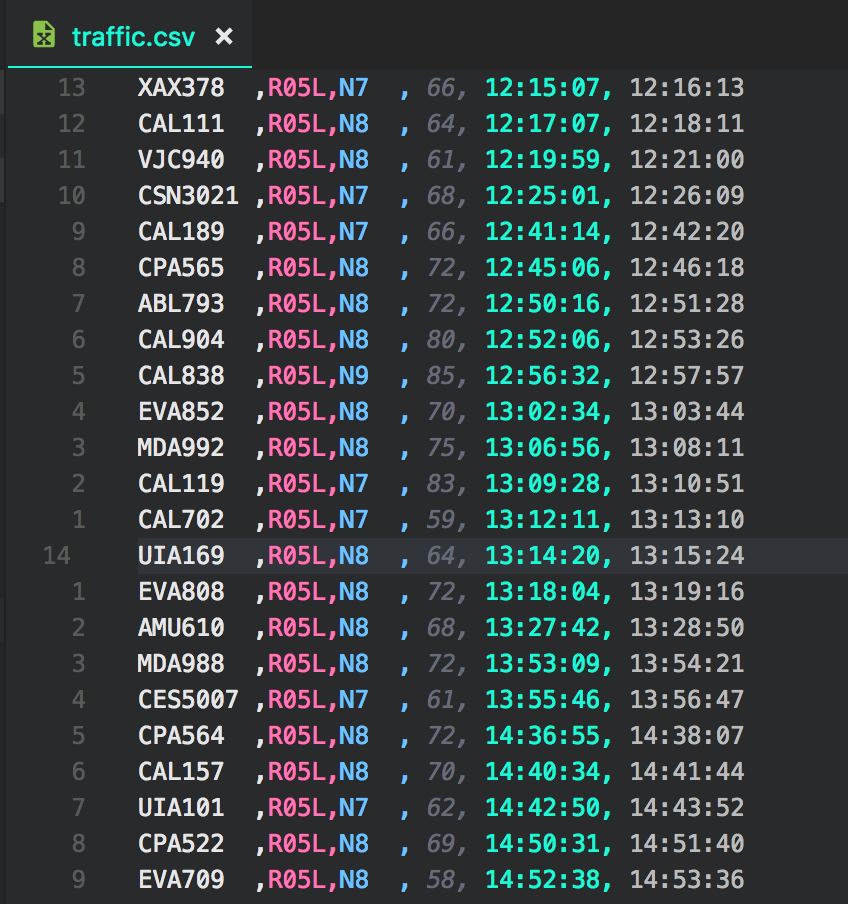 traffic.csv ×
13 XAX378 ,R05L,N7 , 66, 12:15:07, 12:16:13
12 CAL111 ,R05L,N8 , 64, 12:17:07, 12:18:11
11 VJC940 ,R05L,N8 , 61, 12:19:59, 12:21:00
10 CSN3021 ,R05L,N7 , 68, 12:25:01, 12:26:09
9 CAL189 ,R05L,N7 , 66, 12:41:14, 12:42:20
8 CPA565 ,R05L,N8 , 72, 12:45:06, 12:46:18
7 ABL793 ,R05L,N8 , 72, 12:50:16, 12:51:28
6 CAL904 ,R05L,N8 , 80, 12:52:06, 12:53:26
5 CAL838 ,R05L,N9 , 85, 12:56:32, 12:57:57
4 EVA852 ,R05L,N8 , 70, 13:02:34, 13:03:44
3 MDA992 ,R05L,N8 , 75, 13:06:56, 13:08:11
2 CAL119 ,R05L,N7 , 83, 13:09:28, 13:10:51
1 CAL702 ,R05L,N7 , 59, 13:12:11, 13:13:10
14 UIA169 ,R05L,N8 , 64, 13:14:20, 13:15:24
1 EVA808 ,R05L,N8 , 72, 13:18:04, 13:19:16
2 AMU610 ,R05L,N8 , 68, 13:27:42, 13:28:50
3 MDA988 ,R05L,N8 , 72, 13:53:09, 13:54:21
4 CES5007 ,R05L,N7 , 61, 13:55:46, 13:56:47
5 CPA564 ,R05L,N8 , 72, 14:36:55, 14:38:07
6 CAL157 ,R05L,N8 , 70, 14:40:34, 14:41:44
7 UIA101 ,R05L,N7 , 62, 14:42:50, 14:43:52
8 CPA522 ,R05L,N8 , 69, 14:50:31, 14:51:40
9 EVA709 ,R05L,N8 , 58, 14:52:38, 14:53:36